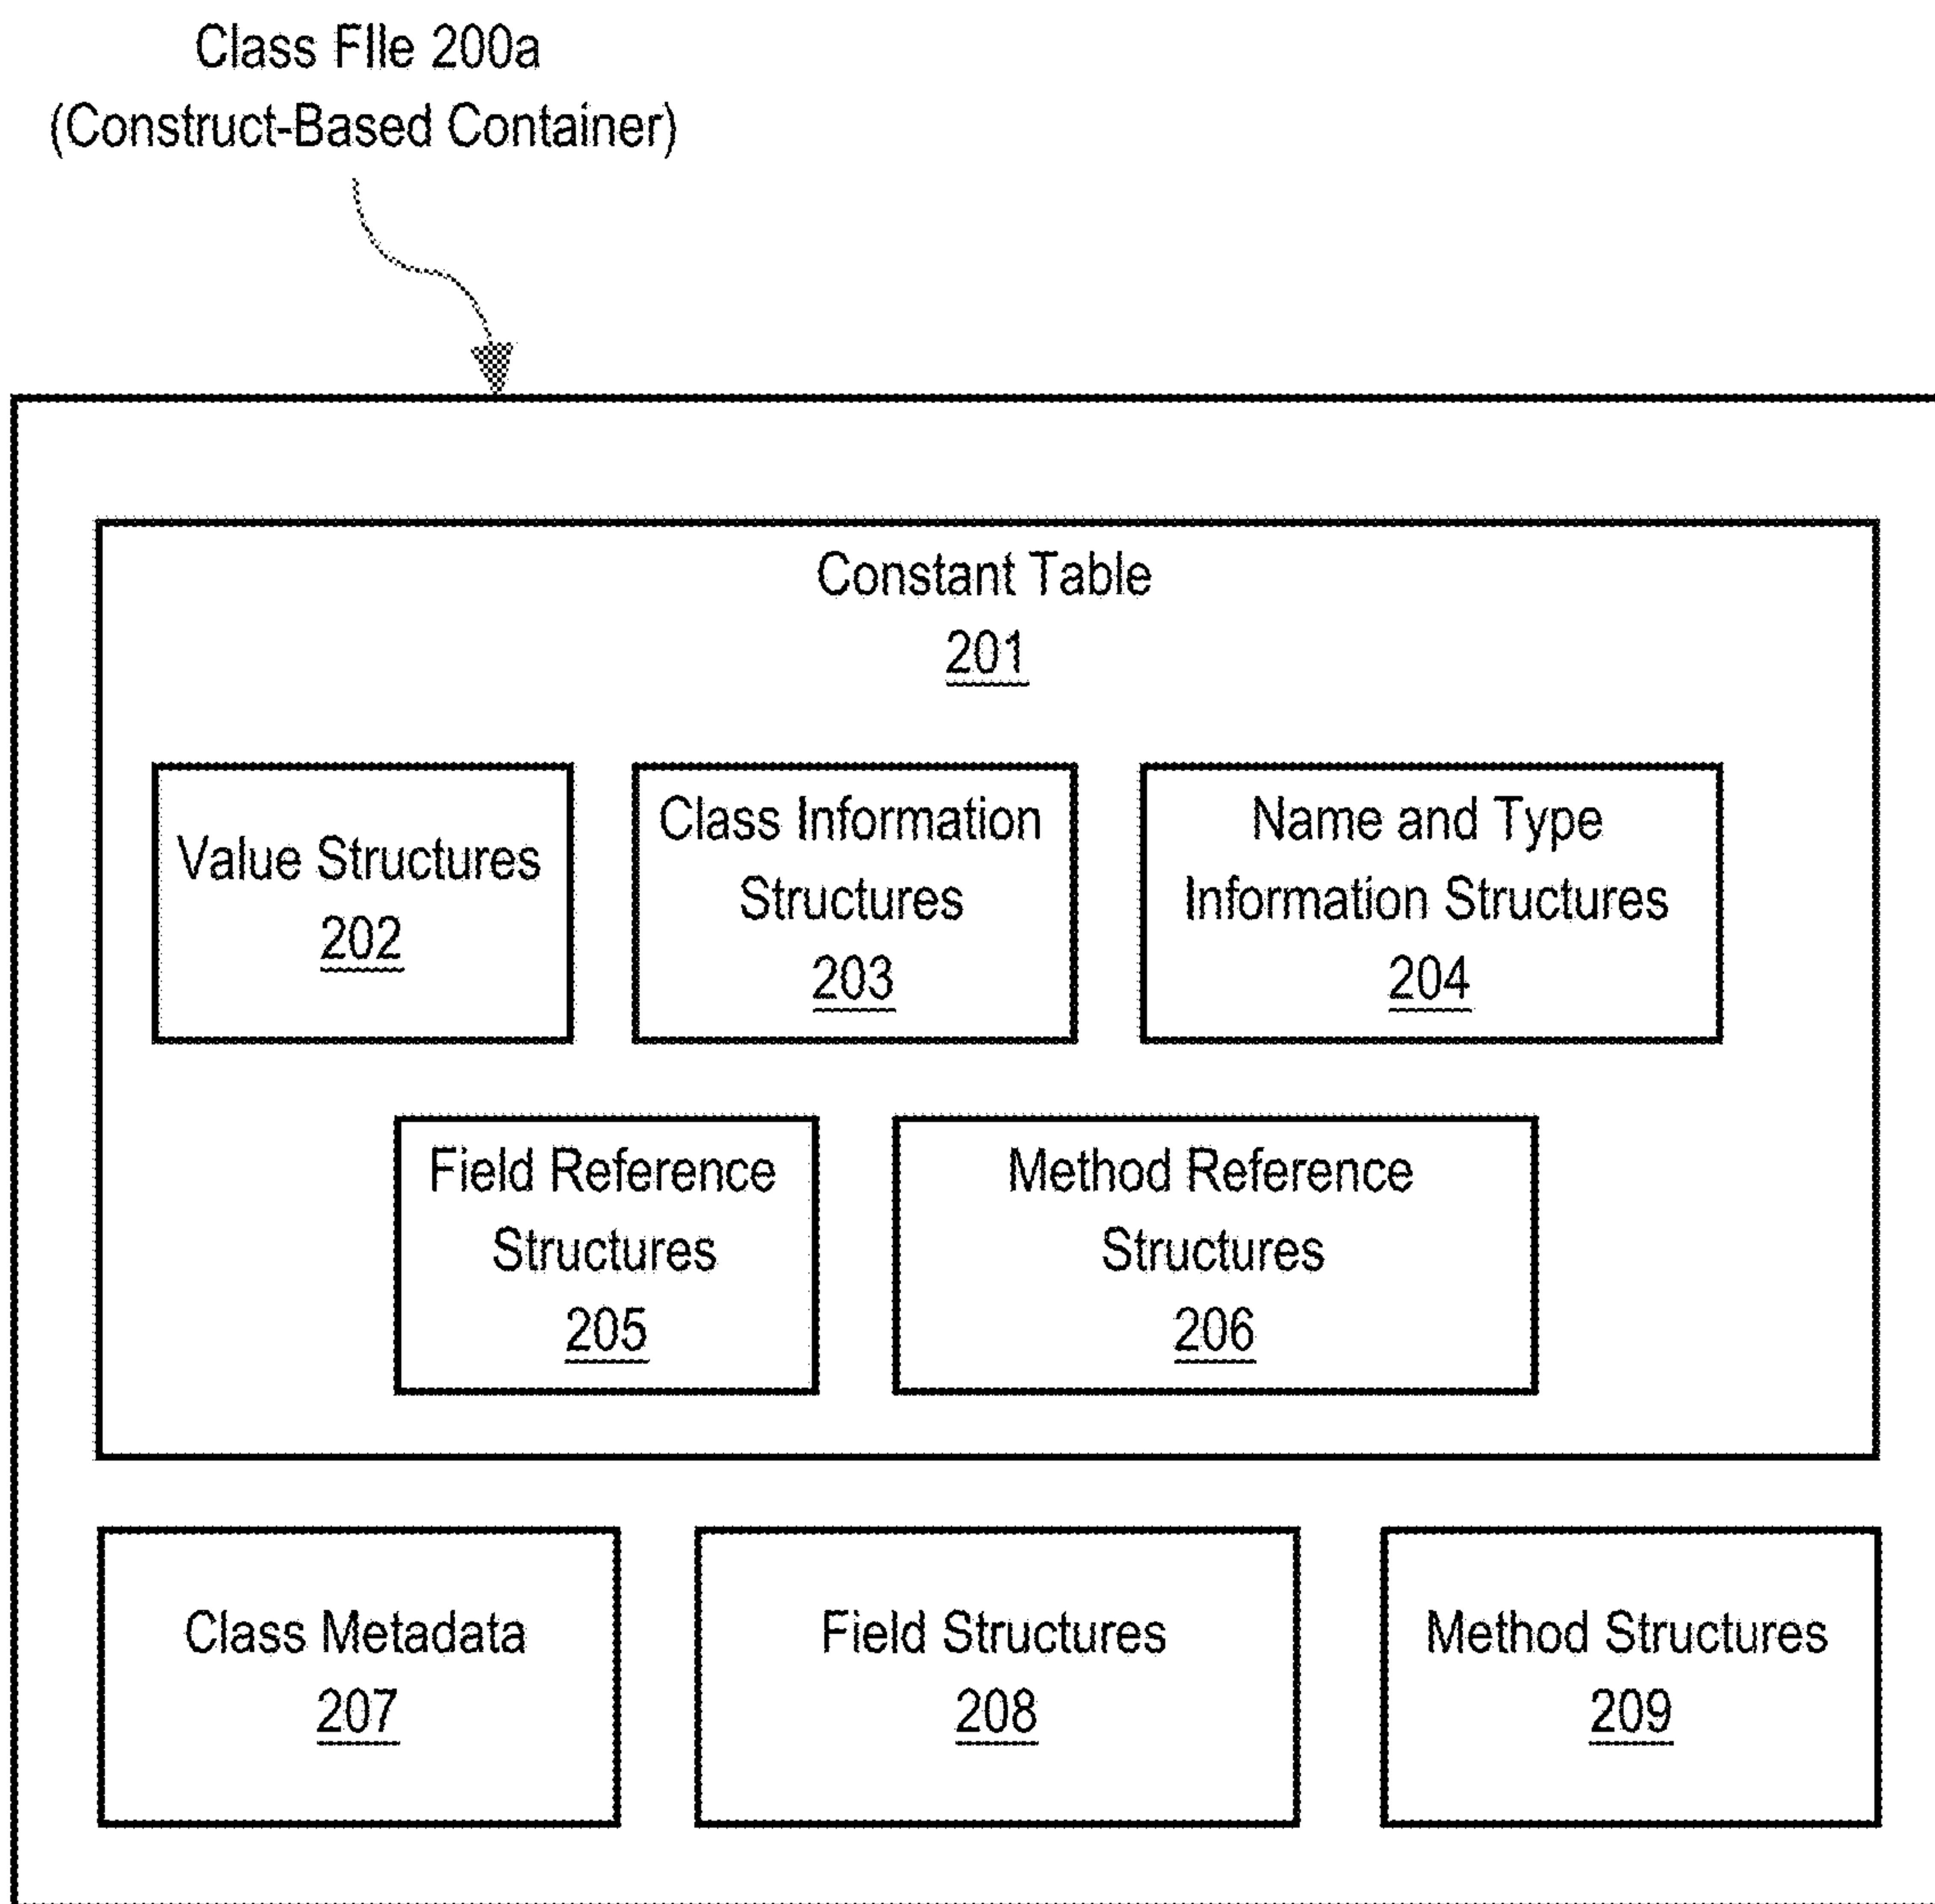 Class FIle 200a
(Construct-Based Container)
Constant Table
201
Value Structures
202
Class Information
Structures
203
Name and Type
Information Structures
204
Field Reference
Structures
205
Method Reference
Structures
206
Class Metadata
207
Field Structures
208
Method Structures
209